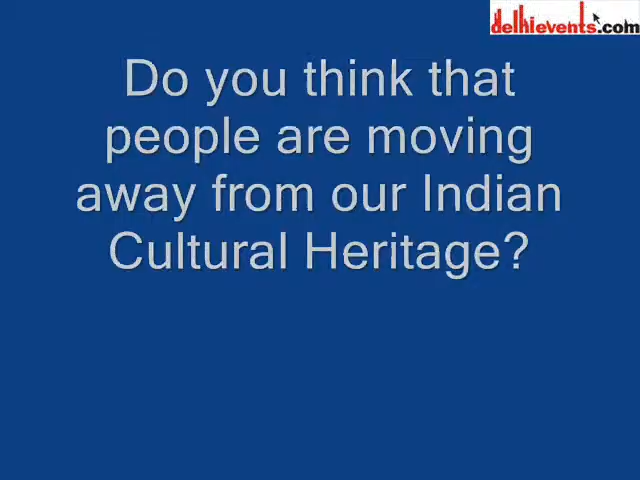 delhievents.com
Do you think that
people are moving
away from our Indian
Cultural Heritage?